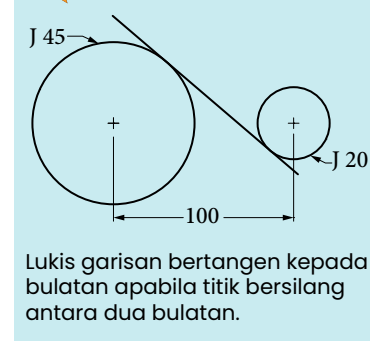 J 45
J 20
100
Lukis garisan bertangen kepada
bulatan apabila titik bersilang
antara dua bulatan.